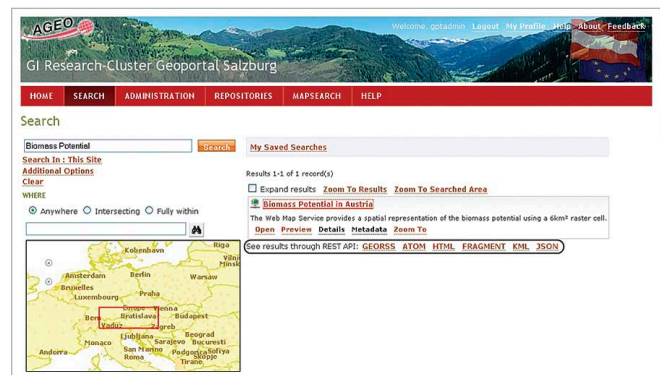 AGEO
Welcome, gptadmin Logout My Profile Help About Feedback
GI Research-Cluster Geoportal Salzburg
HOME SEARCH ADMINISTRATION REPOSITORIES MAPSEARCH HELP
Search
Biomass Potential
Search
Search In : This Site
Additional Options
Clear
WHERE
Anywhere Intersecting Fully within
My Saved Searches
Results 1-1 of 1 record(s)
Expand results Zoom To Results Zoom To Searched Area
Biomass Potential in Austria
The Web Map Service provides a spatial representation of the biomass potential using a 6km² raster cell.
Open Preview Details Metadata Zoom To
See results through REST API: GEORSS ATOM HTML FRAGMENT KML JSON
Kobenhavn Riga
Minsk
Amsterdam Berlin Warsaw
Bruxelles
Luxembourg Praha
Europe Vienna
Bern Bratislava Budapest
Vaduz Zagreb
Ljubljana Beograd
Monaco Sarajevo Bucuresti
Andorra San Marino Podgorica Sofiya
Roma Skopje
Tirane